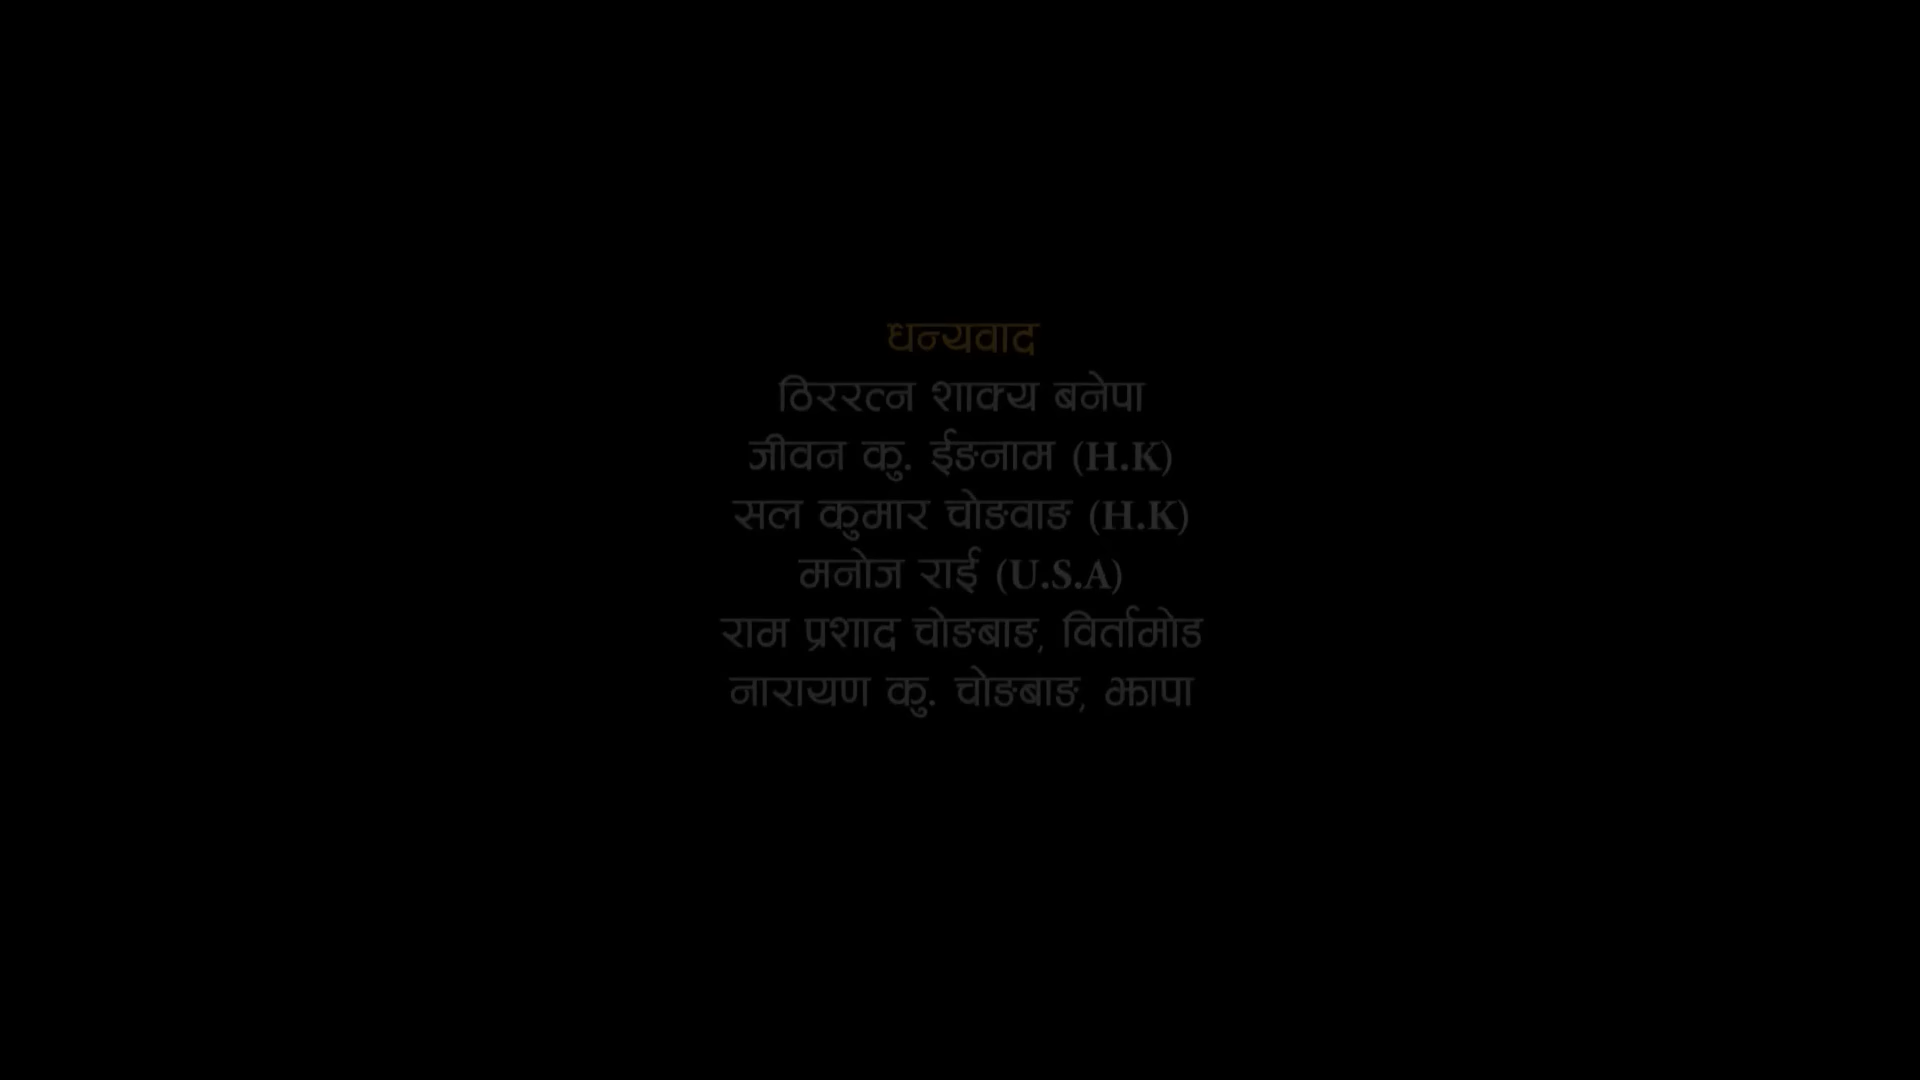 धन्यवाद
ठिररत्न शाक्य बनेपा
जीवन कु. ईङनाम (H.K)
सल कुमार चोङवाङ (H.K)
मनोज राई (U.S.A)
राम प्रशाद चोङबाङ, विर्तामोड
नारायण कु. चोङबाङ, झापा